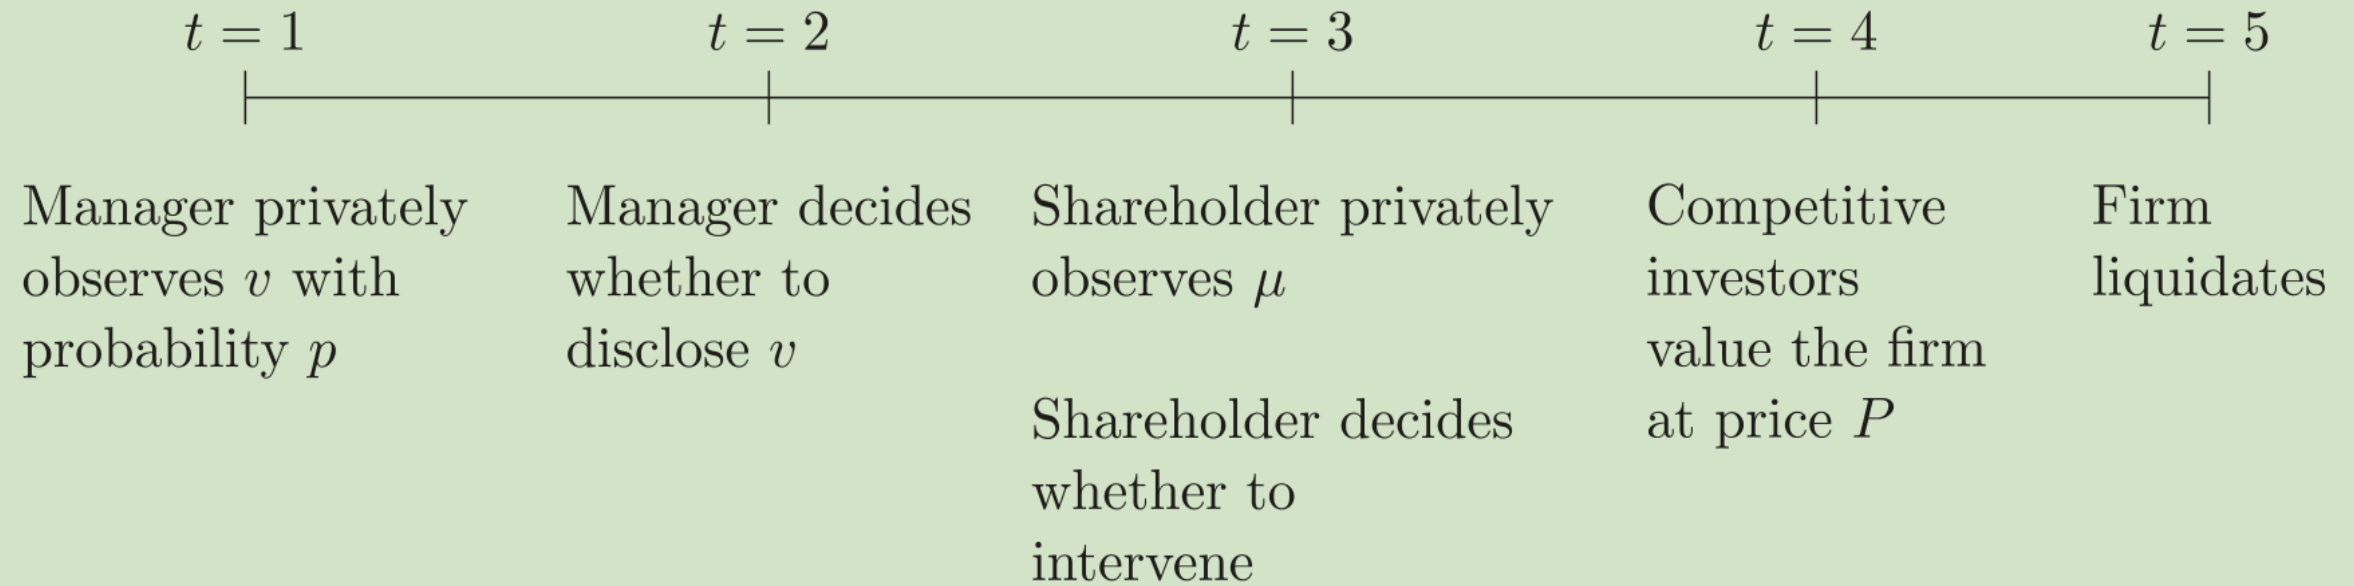 t = 1
t = 2
t = 3
t = 4
t = 5
Manager privately
observes v with
probability p
Manager decides
whether to
disclose v
Shareholder privately
observes μ
Shareholder decides
whether to
intervene
Competitive
investors
value the firm
at price P
Firm
liquidates